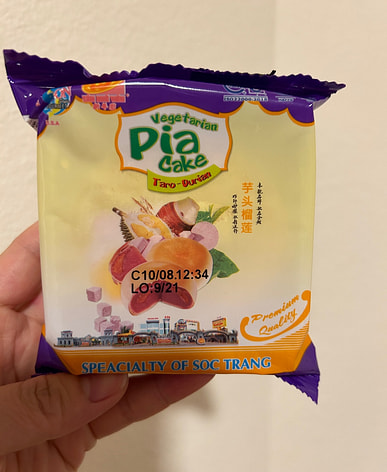 Vegetarian
Pia
Cake
Taro - Durian
芋头榴莲
C10/08.12:34
LO:9/21
Premium
Quality
SPEACIALTY OF SOC TRANG